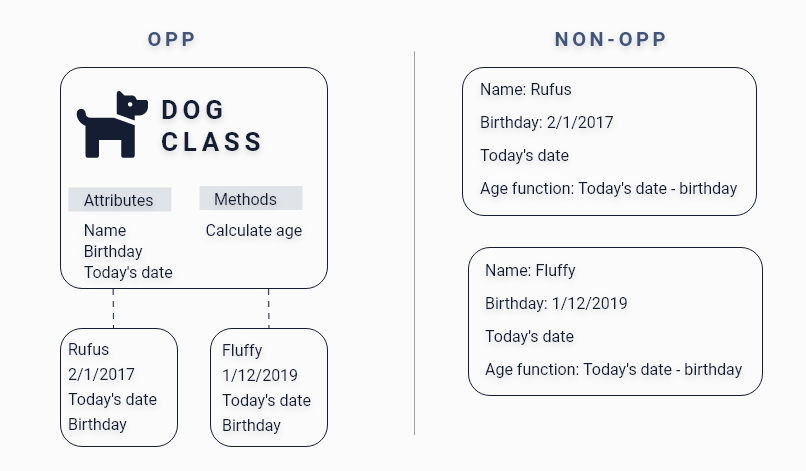 OPP
DOG
CLASS
Attributes
Name
Birthday
Today's date
Methods
Calculate age
Rufus
2/1/2017
Today's date
Birthday
Fluffy
1/12/2019
Today's date
Birthday
NON-OPP
Name: Rufus
Birthday: 2/1/2017
Today's date
Age function: Today's date - birthday
Name: Fluffy
Birthday: 1/12/2019
Today's date
Age function: Today's date - birthday